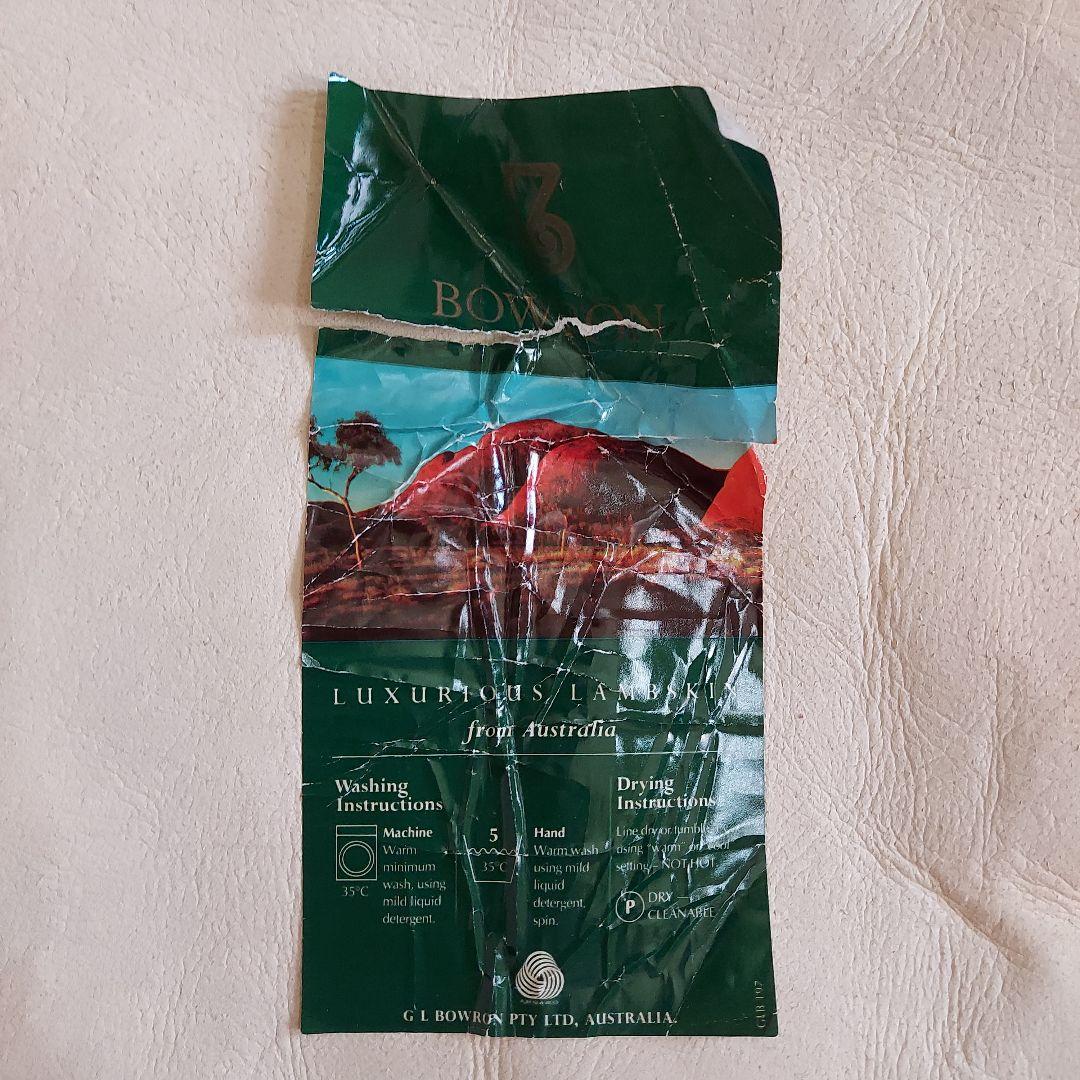 BOWRON
LUXURIOUS LAMBSKIN
from Australia
Washing
Instructions
Machine
Warm
minimum
wash, using
mild liquid
detergent.
35°C
5
35°C
Hand
Warm wash
using mild
liquid
detergent,
spin.
Drying
Instructions
Line dry or tumble
using "warm" or "cool"
setting – NOT HOT
P
DRY —
CLEANABLE
G L BOWRON PTY LTD, AUSTRALIA.
GLB 197